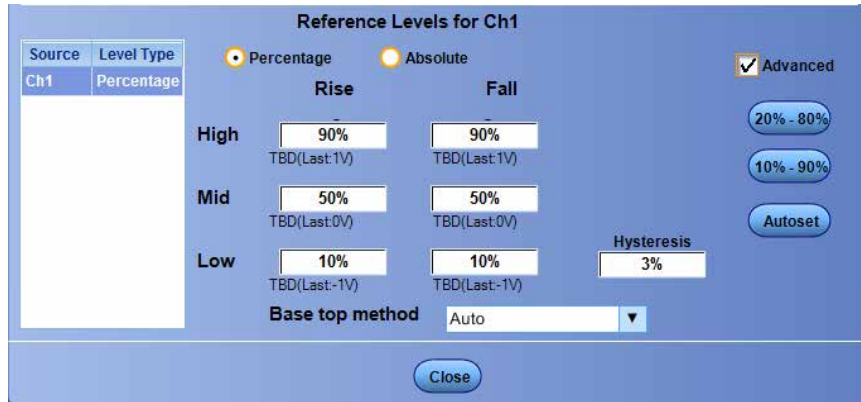 Reference Levels for Ch1
Source Level Type
Ch1 Percentage
Percentage Absolute
Advanced
Rise Fall
High 90% 90%
TBD(Last:1V) TBD(Last:1V)
Mid 50% 50%
TBD(Last:0V) TBD(Last:0V)
Low 10% 10%
TBD(Last:-1V) TBD(Last:-1V)
20% - 80%
10% - 90%
Autoset
Hysteresis
3%
Base top method Auto
Close